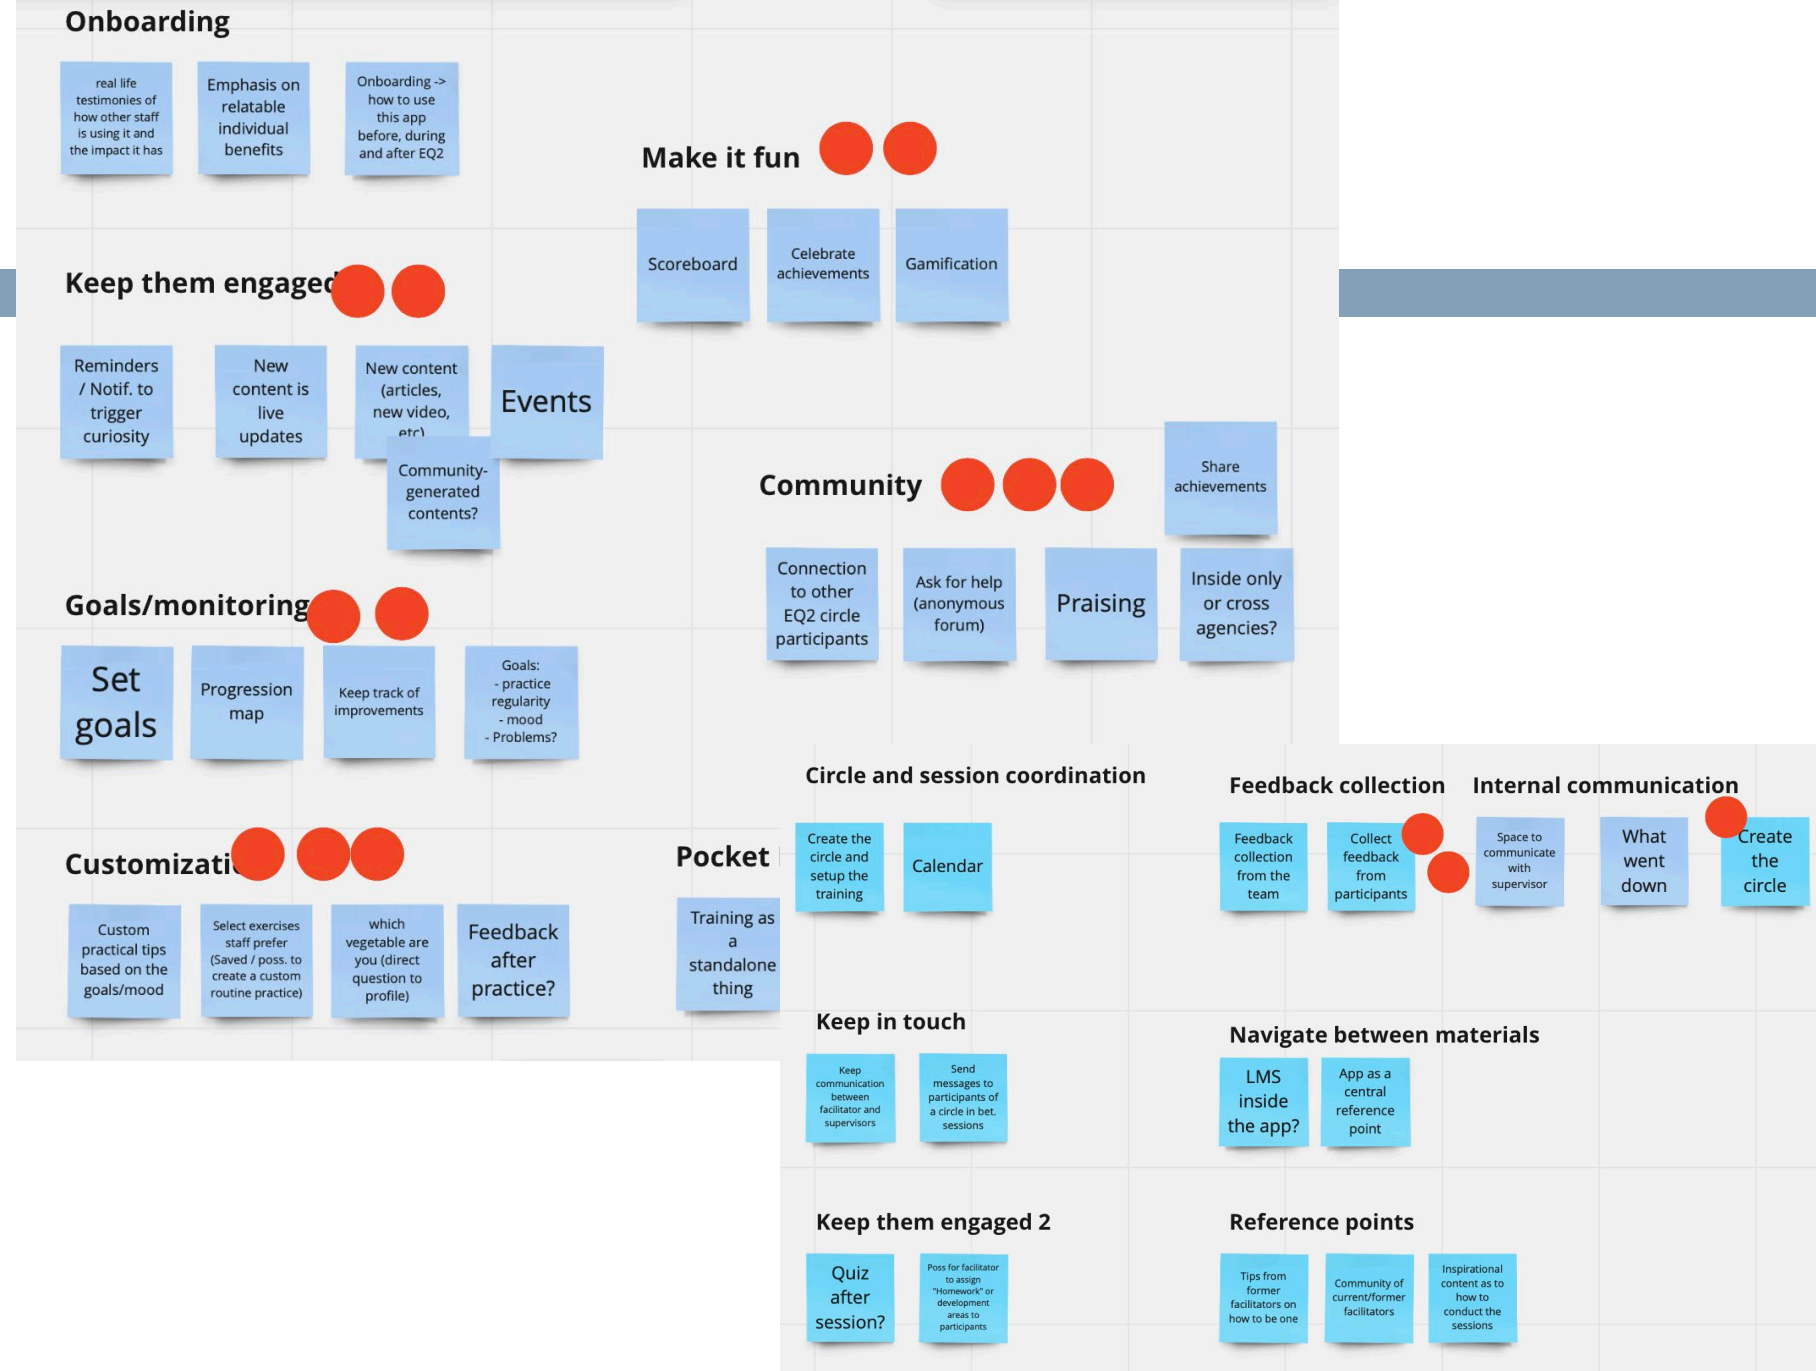 Onboarding
real life
testimonies of
how other staff
is using it and
the impact it has
Emphasis on
relatable
individual
benefits
Onboarding ->
how to use
this app
before, during
and after EQ2
Make it fun
Scoreboard
Celebrate
achievements
Gamification
Keep them engaged
Reminders
/ Notif. to
trigger
curiosity
New
content is
live
updates
New content
(articles,
new video,
etc)
Events
Community-
generated
contents?
Community
Share
achievements
Connection
to other
EQ2 circle
participants
Ask for help
(anonymous
forum)
Praising
Inside only
or cross
agencies?
Goals/monitoring
Set
goals
Progression
map
Keep track of
improvements
Goals:
- practice
regularity
- mood
- Problems?
Customizati
Custom
practical tips
based on the
goals/mood
Select exercises
staff prefer
(Saved / poss. to
create a custom
routine practice)
which
vegetable are
you (direct
question to
profile)
Feedback
after
practice?
Pocket
Training as
a
standalone
thing
Circle and session coordination
Create the
circle and
setup the
training
Calendar
Feedback collection
Feedback
collection
from the
team
Collect
feedback
from
participants
Internal communication
Space to
communicate
with
supervisor
What
went
down
Create
the
circle
Keep in touch
Keep
communication
between
facilitator and
supervisors
Send
messages to
participants of
a circle in bet.
sessions
Navigate between materials
LMS
inside
the app?
App as a
central
reference
point
Keep them engaged 2
Quiz
after
session?
Poss for facilitator
to assign
"Homework" or
development
areas to
participants
Reference points
Tips from
former
facilitators on
how to be one
Community of
current/former
facilitators
Inspirational
content as to
how to
conduct the
sessions